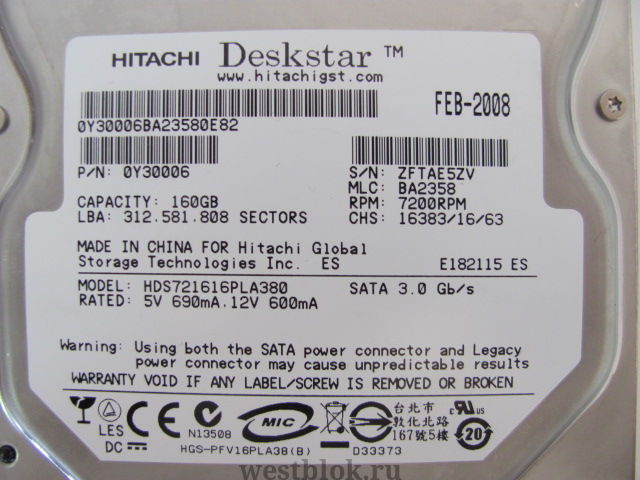 HITACHI Deskstar™
www.hitachigst.com
FEB-2008
0Y30006BA23580E82
P/N: 0Y30006
S/N: ZFTAE5ZV
MLC: BA2358
CAPACITY: 160GB
RPM: 7200RPM
LBA: 312.581.808 SECTORS
CHS: 16383/16/63
MADE IN CHINA FOR Hitachi Global
Storage Technologies Inc. ES
E182115 ES
MODEL: HDS721616PLA380
SATA 3.0 Gb/s
RATED: 5V 690mA.12V 600mA
Warning: Using both the SATA power connector and Legacy
power connector may cause unpredictable results
WARRANTY VOID IF ANY LABEL/SCREW IS REMOVED OR BROKEN
LES
DC
CE
N13508
MIC
台北市
敦化北路
167號5樓
c RU us
20
HGS-PFV16PLA38(B)
D33373
westblok.ru